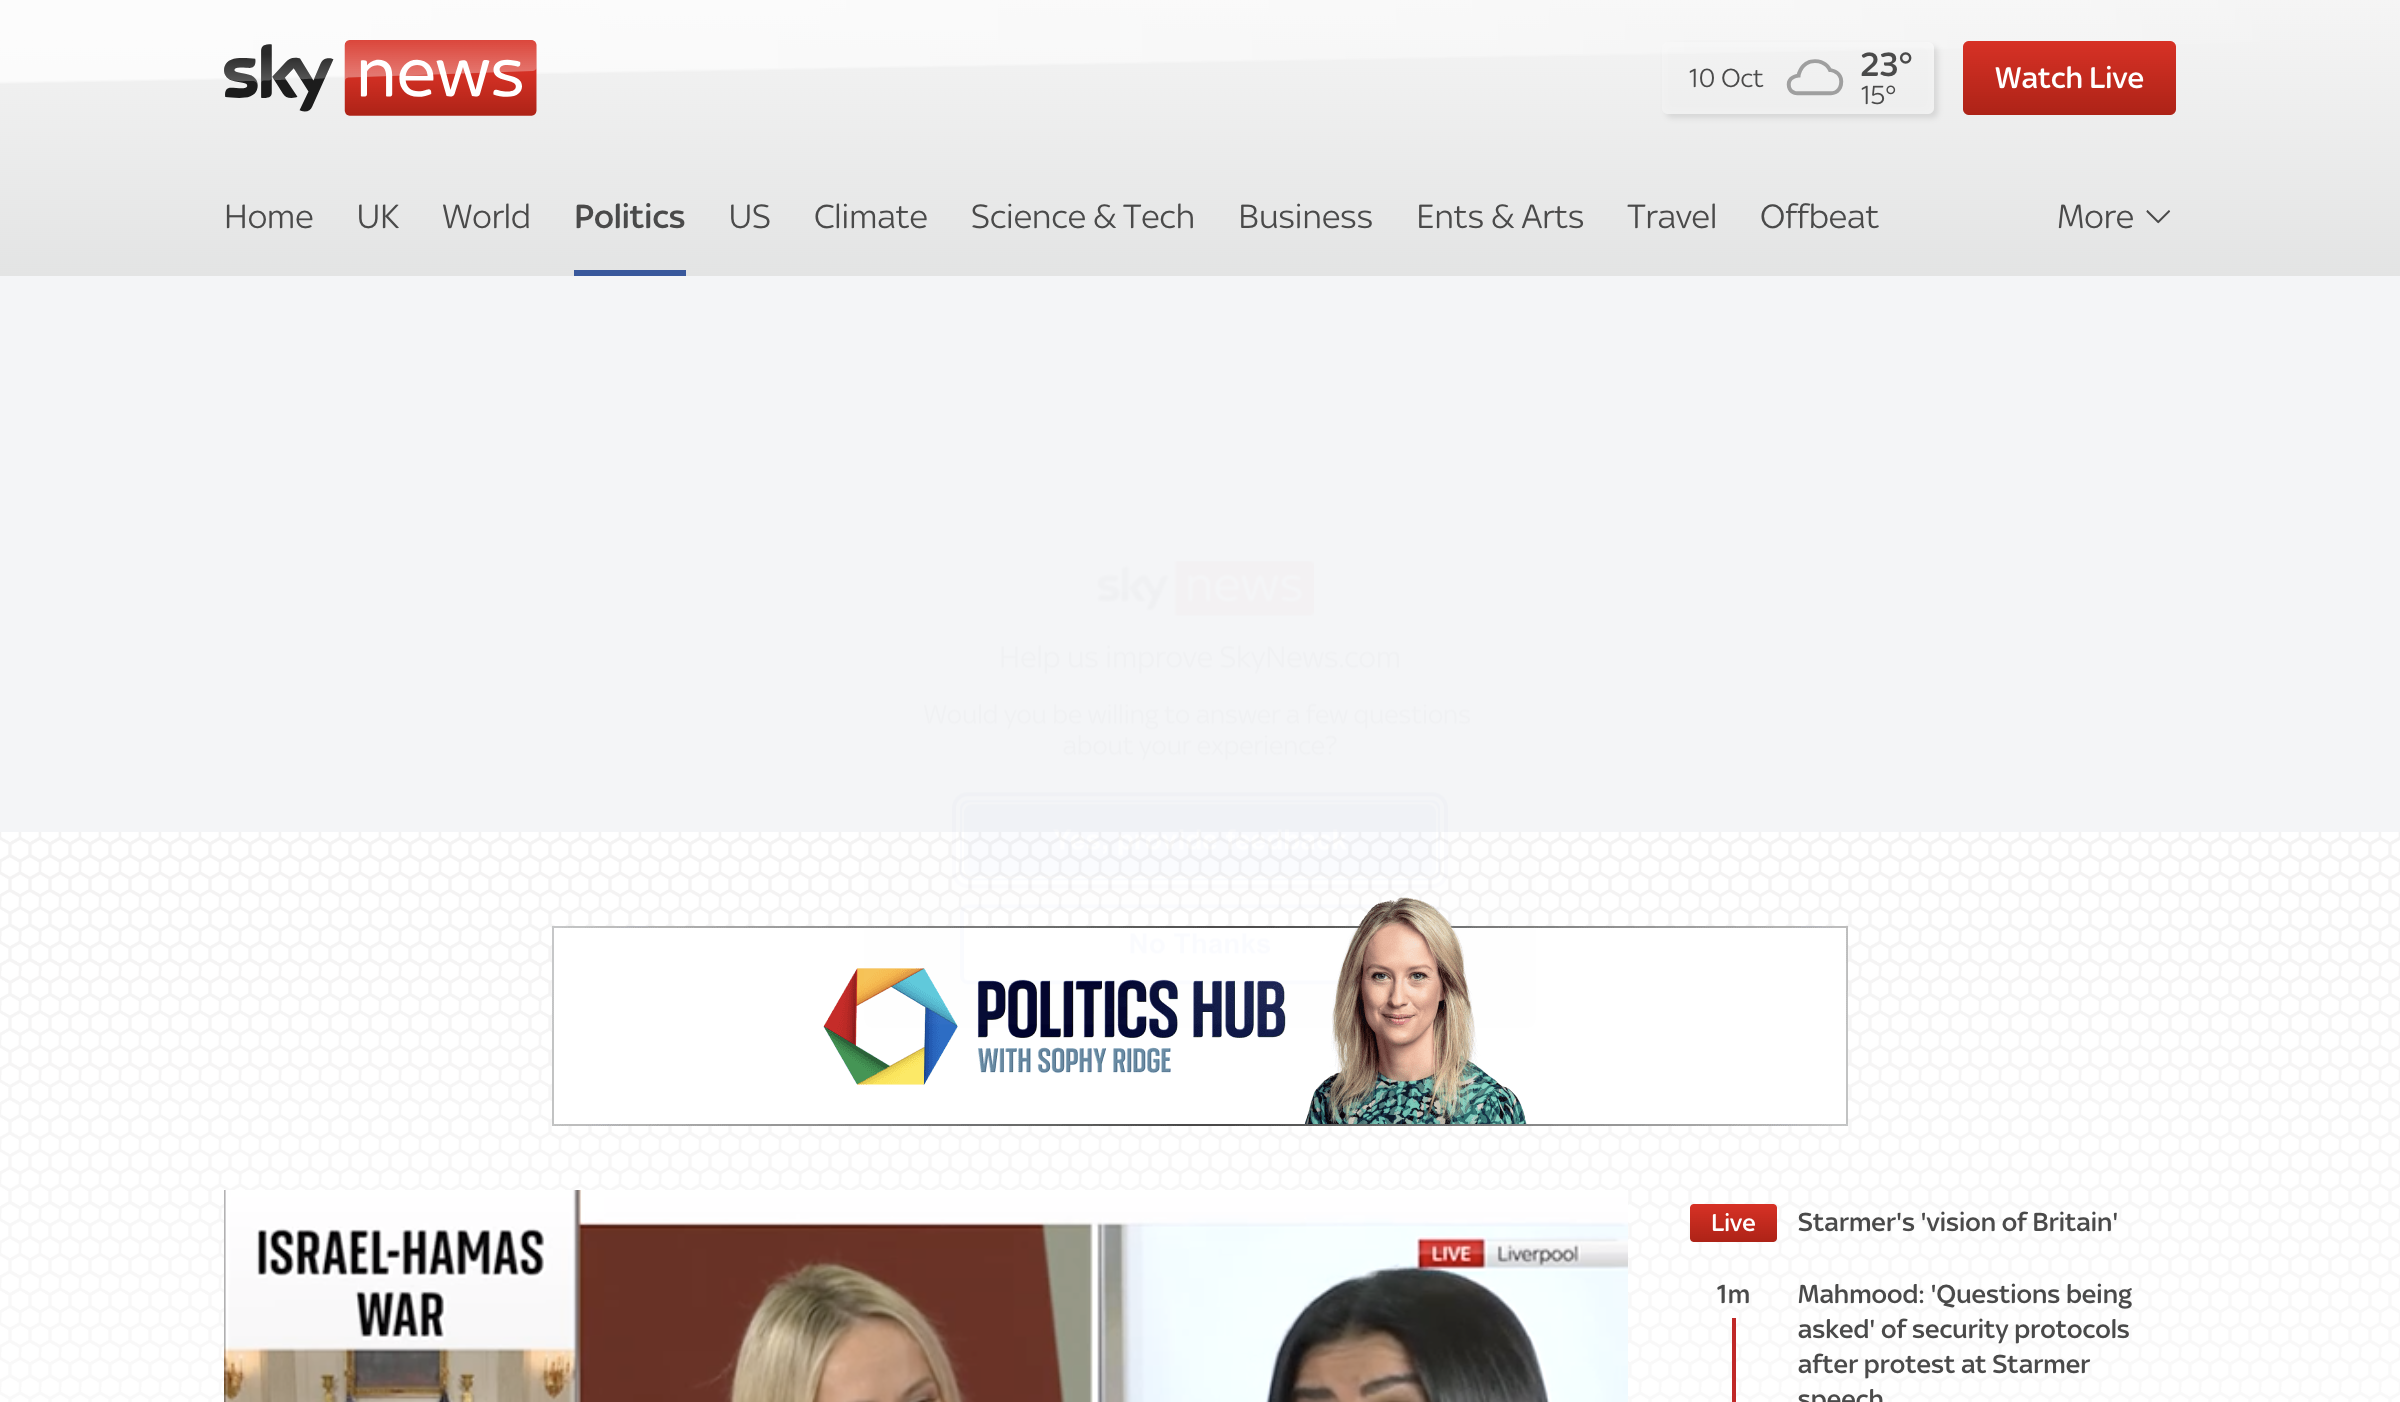 sky news
10 Oct
23°
15°
Watch Live
Home UK World Politics US Climate Science & Tech Business Ents & Arts Travel Offbeat More
sky news
Help us improve SkyNews.com
Would you be willing to answer a few questions
about your experience?
No Thanks
POLITICS HUB
WITH SOPHY RIDGE
ISRAEL-HAMAS
WAR
LIVE Liverpool
Live Starmer's 'vision of Britain'
1m Mahmood: 'Questions being
asked' of security protocols
after protest at Starmer
speech